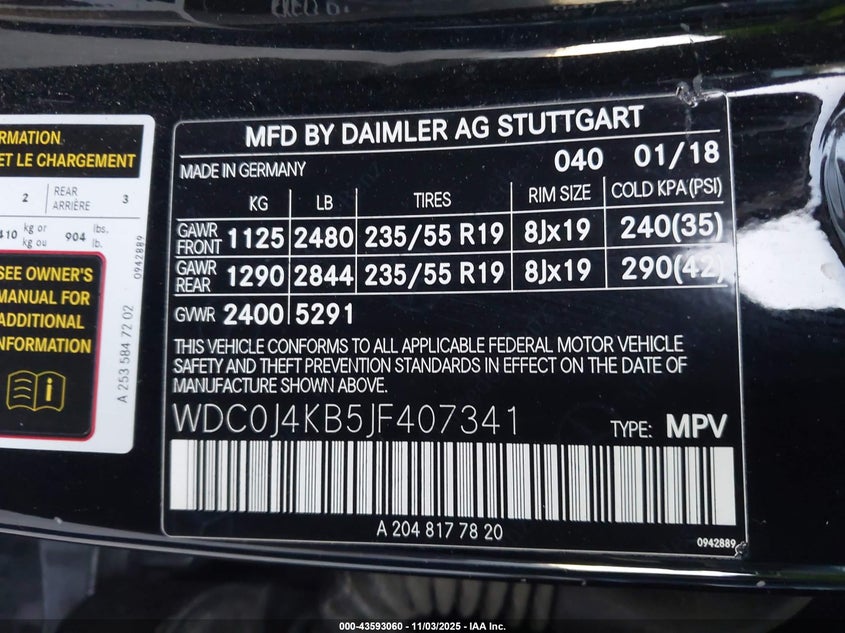 RMATION
ET LE CHARGEMENT
2 REAR ARRIÈRE 3
410 kg or kg ou 904 lbs. lb.
0942889
SEE OWNER'S
MANUAL FOR
ADDITIONAL
INFORMATION
A 253 584 72 02
MFD BY DAIMLER AG STUTTGART
MADE IN GERMANY 040 01/18
KG LB TIRES RIM SIZE COLD KPA(PSI)
GAWR FRONT 1125 2480 235/55 R19 8Jx19 240(35)
GAWR REAR 1290 2844 235/55 R19 8Jx19 290(42)
GVWR 2400 5291
THIS VEHICLE CONFORMS TO ALL APPLICABLE FEDERAL MOTOR VEHICLE
SAFETY AND THEFT PREVENTION STANDARDS IN EFFECT ON THE DATE OF
MANUFACTURE SHOWN ABOVE.
WDC0J4KB5JF407341 TYPE: MPV
A 204 817 78 20
0942889
000-43593060 - 11/03/2025 - IAA Inc.